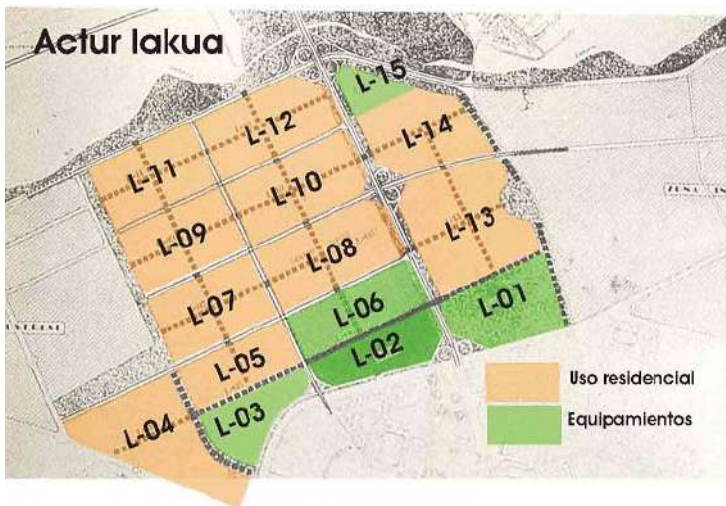 Actur lakua
L-15
L-12
L-14
L-11
L-10
L-09
L-13
L-08
L-07
L-06
L-01
L-05
L-02
L-04
L-03
Uso residencial
Equipamientos